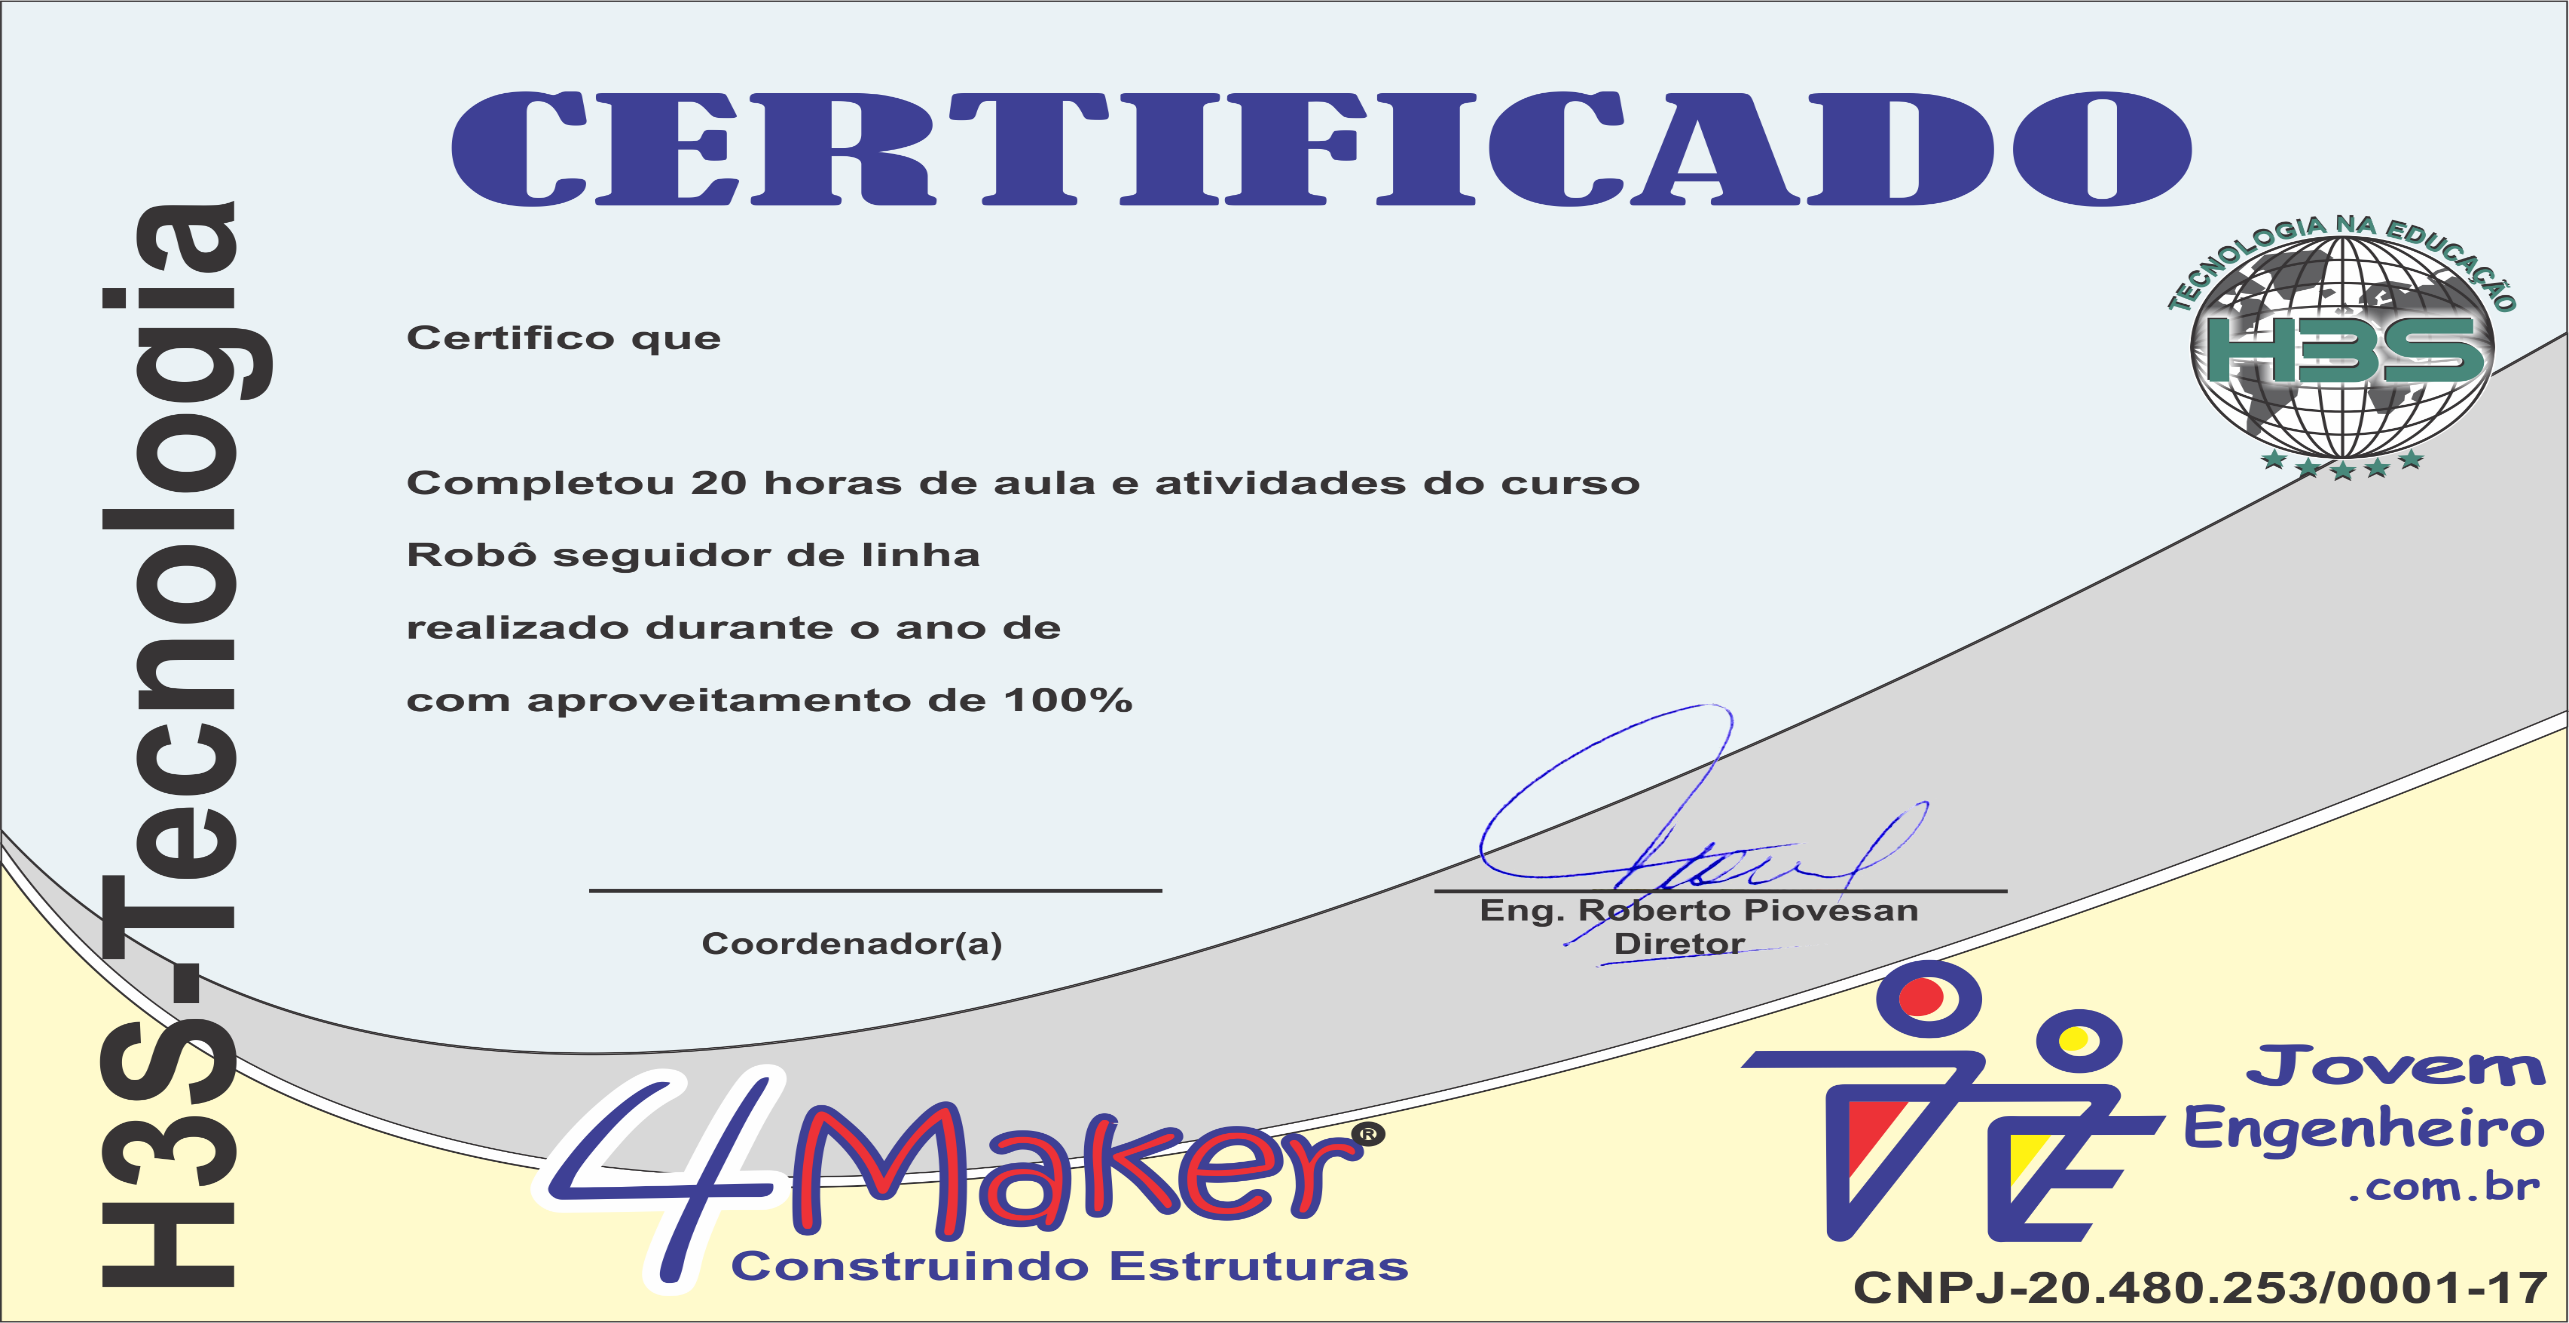 CERTIFICADO
H3S-Tecnologia
TECNOLOGIA NA EDUCAÇÃO
H3S
Certifico que
Completou 20 horas de aula e atividades do curso
Robô seguidor de linha
realizado durante o ano de
com aproveitamento de 100%
Coordenador(a)
Eng. Roberto Piovesan
Diretor
4Maker®
Construindo Estruturas
Jovem
Engenheiro
.com.br
CNPJ-20.480.253/0001-17